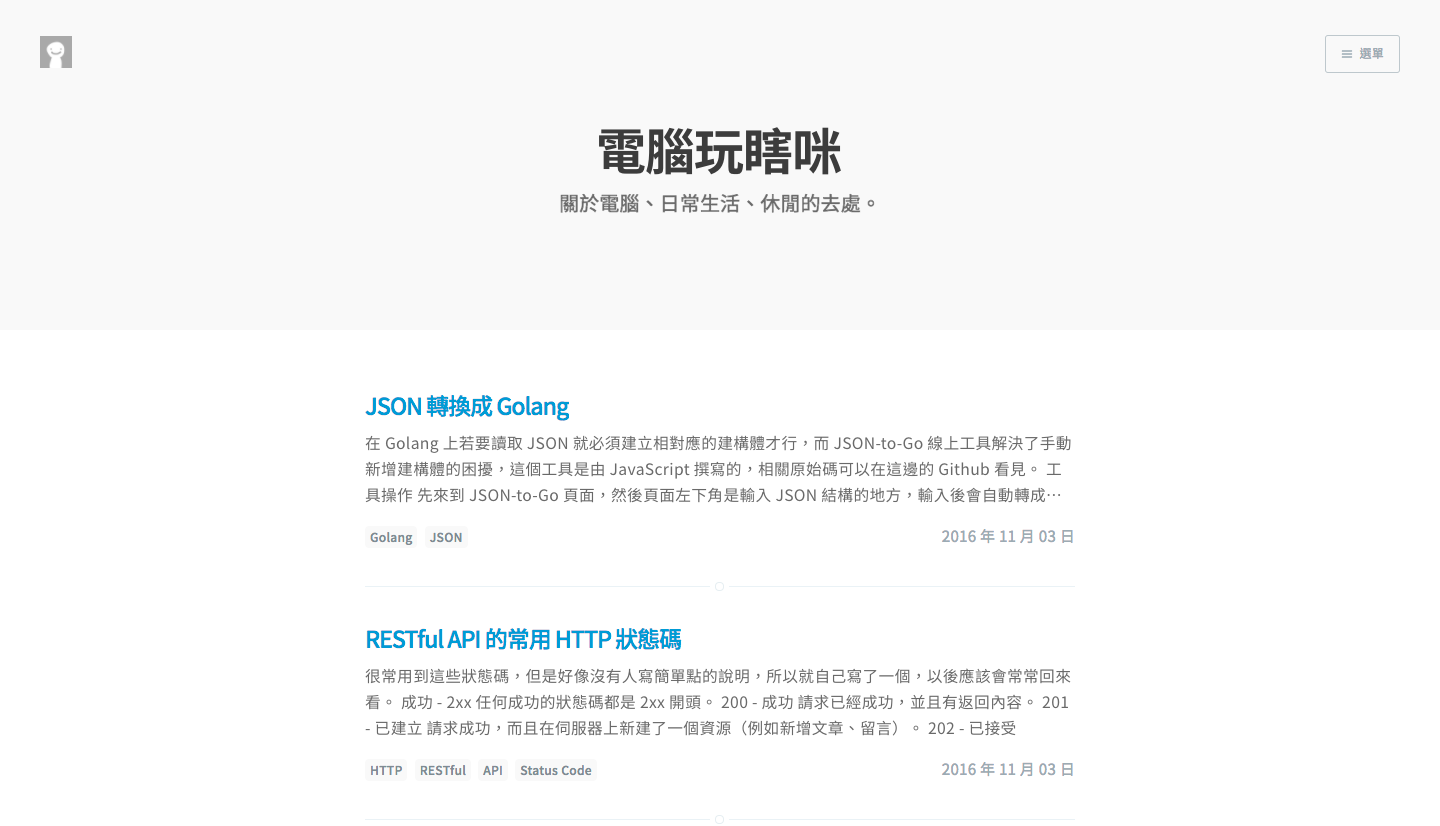 選單
電腦玩瞎咪
關於電腦、日常生活、休閒的去處。
JSON 轉換成 Golang
在 Golang 上若要讀取 JSON 就必須建立相對應的建構體才行，而 JSON-to-Go 線上工具解決了手動
新增建構體的困擾，這個工具是由 JavaScript 撰寫的，相關原始碼可以在這邊的 Github 看見。 工
具操作 先來到 JSON-to-Go 頁面，然後頁面左下角是輸入 JSON 結構的地方，輸入後會自動轉成…
Golang JSON 2016 年 11 月 03 日
RESTful API 的常用 HTTP 狀態碼
很常用到這些狀態碼，但是好像沒有人寫簡單點的說明，所以就自己寫了一個，以後應該會常常回來
看。 成功 - 2xx 任何成功的狀態碼都是 2xx 開頭。 200 - 成功 請求已經成功，並且有返回內容。 201
- 已建立 請求成功，而且在伺服器上新建了一個資源（例如新增文章、留言）。 202 - 已接受
HTTP RESTful API Status Code 2016 年 11 月 03 日